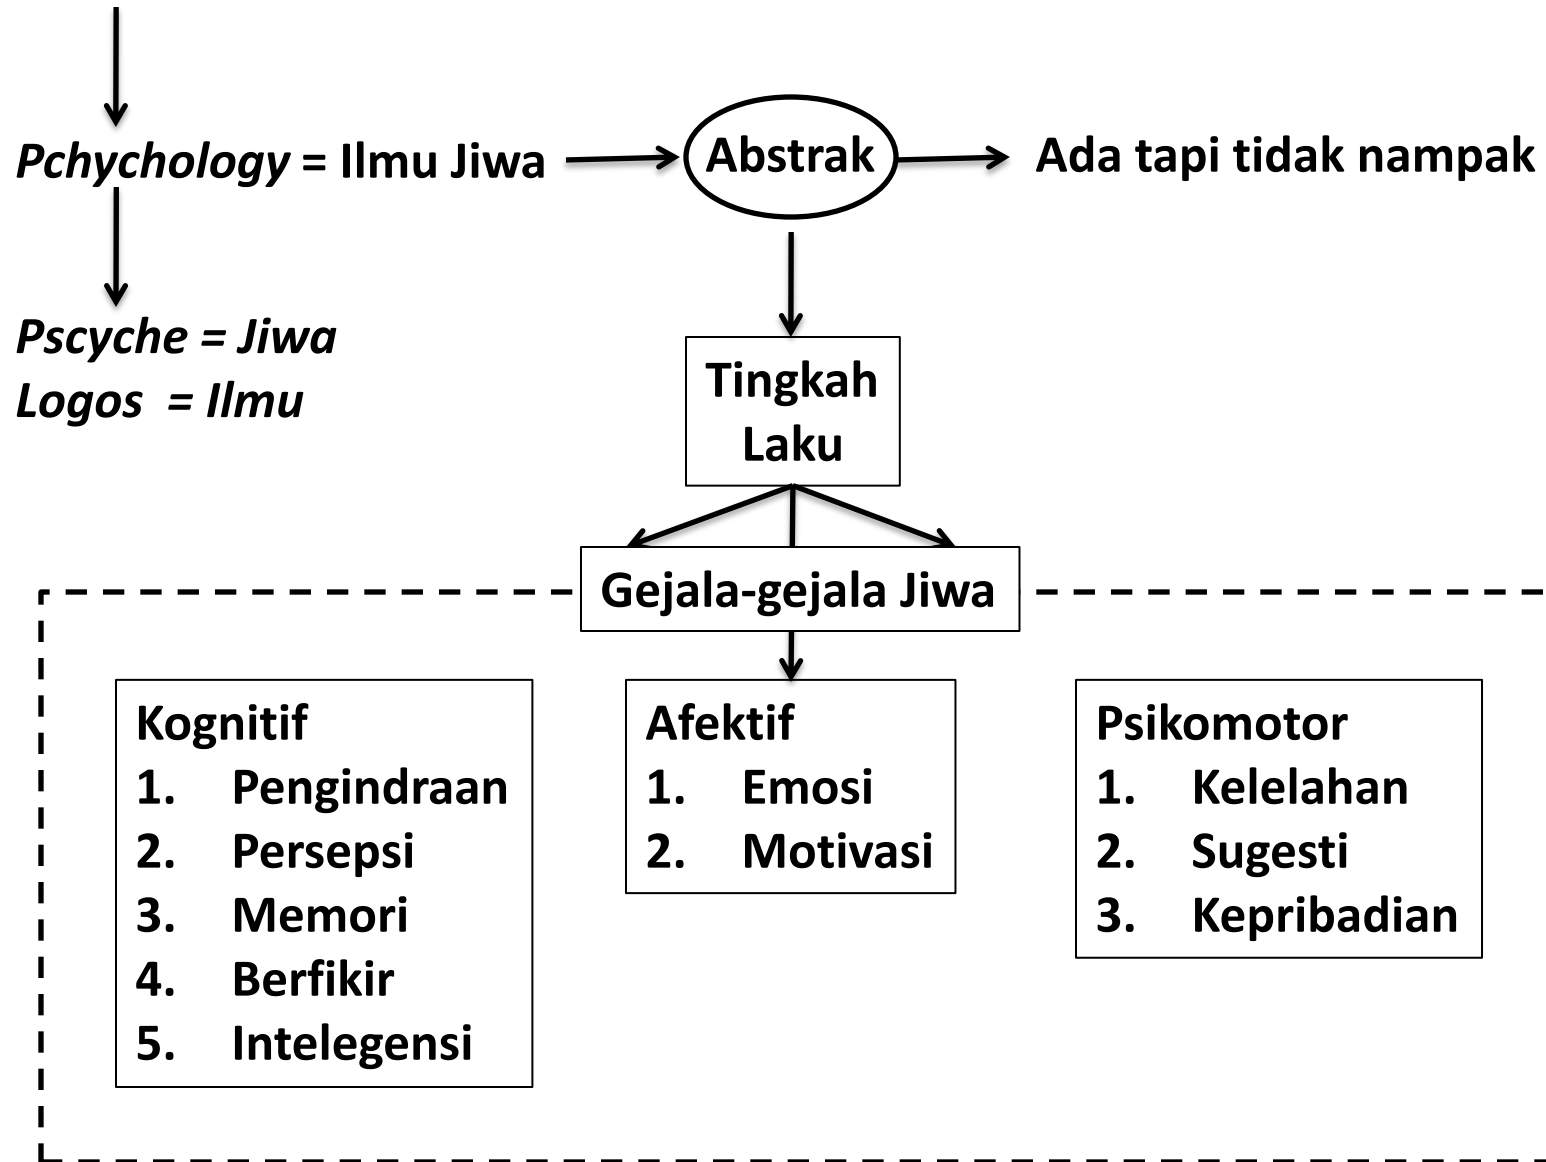 Pchychology = Ilmu Jiwa
Abstrak
Ada tapi tidak nampak
Pscyche = Jiwa
Logos = Ilmu
Tingkah
Laku
Gejala-gejala Jiwa
Kognitif
1. Pengindraan
2. Persepsi
3. Memori
4. Berfikir
5. Intelegensi
Afektif
1. Emosi
2. Motivasi
Psikomotor
1. Kelelahan
2. Sugesti
3. Kepribadian